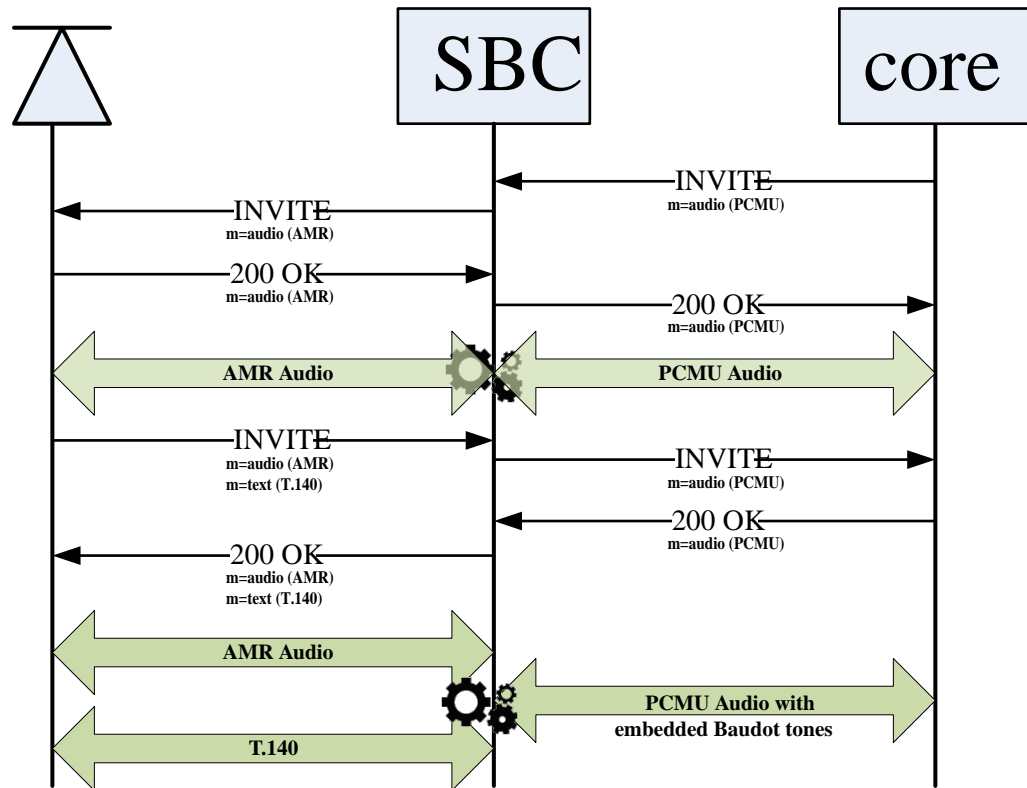 SBC
core
INVITE
m=audio (PCMU)
INVITE
m=audio (AMR)
200 OK
m=audio (AMR)
200 OK
m=audio (PCMU)
AMR Audio
PCMU Audio
INVITE
m=audio (AMR)
m=text (T.140)
INVITE
m=audio (PCMU)
200 OK
m=audio (PCMU)
200 OK
m=audio (AMR)
m=text (T.140)
AMR Audio
PCMU Audio with
embedded Baudot tones
T.140